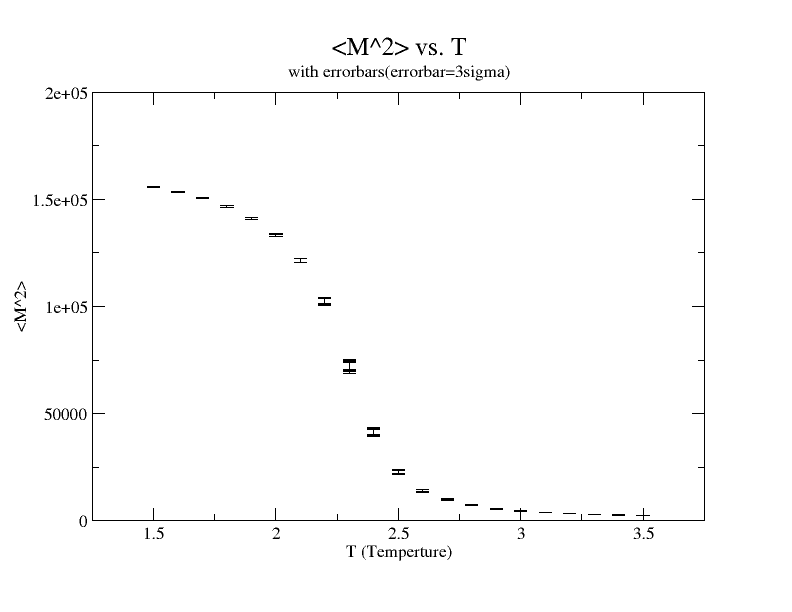 <M^2> vs. T
with errorbars(errorbar=3sigma)
2e+05
1.5e+05
1e+05
50000
0
<M^2>
1.5 2 2.5 3 3.5
T (Temperture)